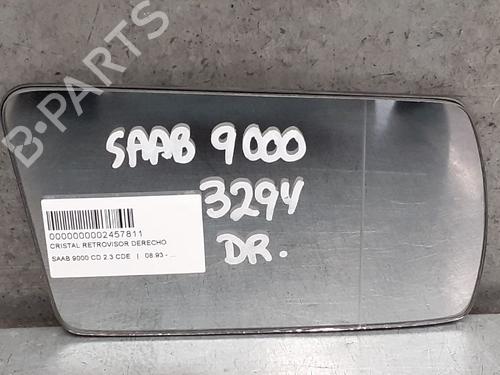 B-PARTS
SAAB 9000
3294
DR.
0000000002457811
CRISTAL RETROVISOR DERECHO
SAAB 9000 CD 2.3 CDE | 08.93 - ...